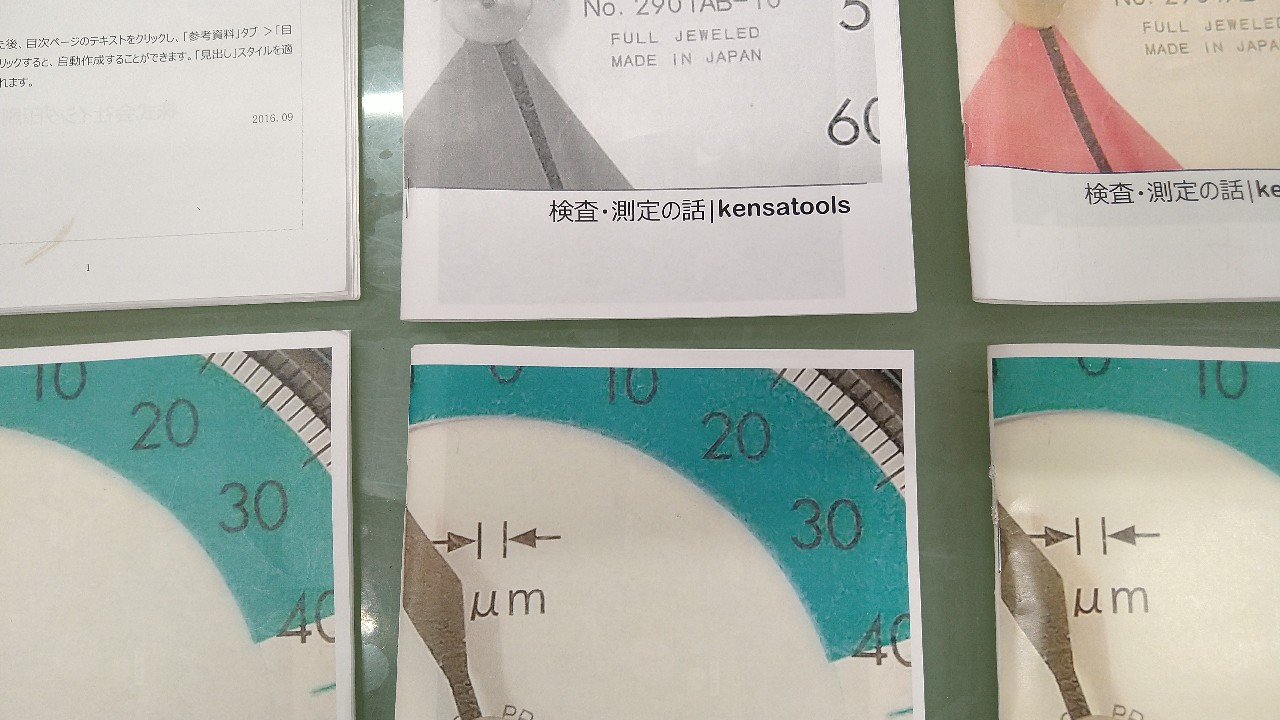 た後、目次ページのテキストをクリックし、「参考資料」タブ >「目
リックすると、自動作成することができます。「見出し」スタイルを適
れます。
2016.09
1
No. 2901AB-10
FULL JEWELED
MADE IN JAPAN
5
60
検査・測定の話|kensatools
FULL JEWELED
MADE IN JAPA
検査・測定の話|ke
10
20
30
40
0
10
20
30
40
μm
0
10
μm